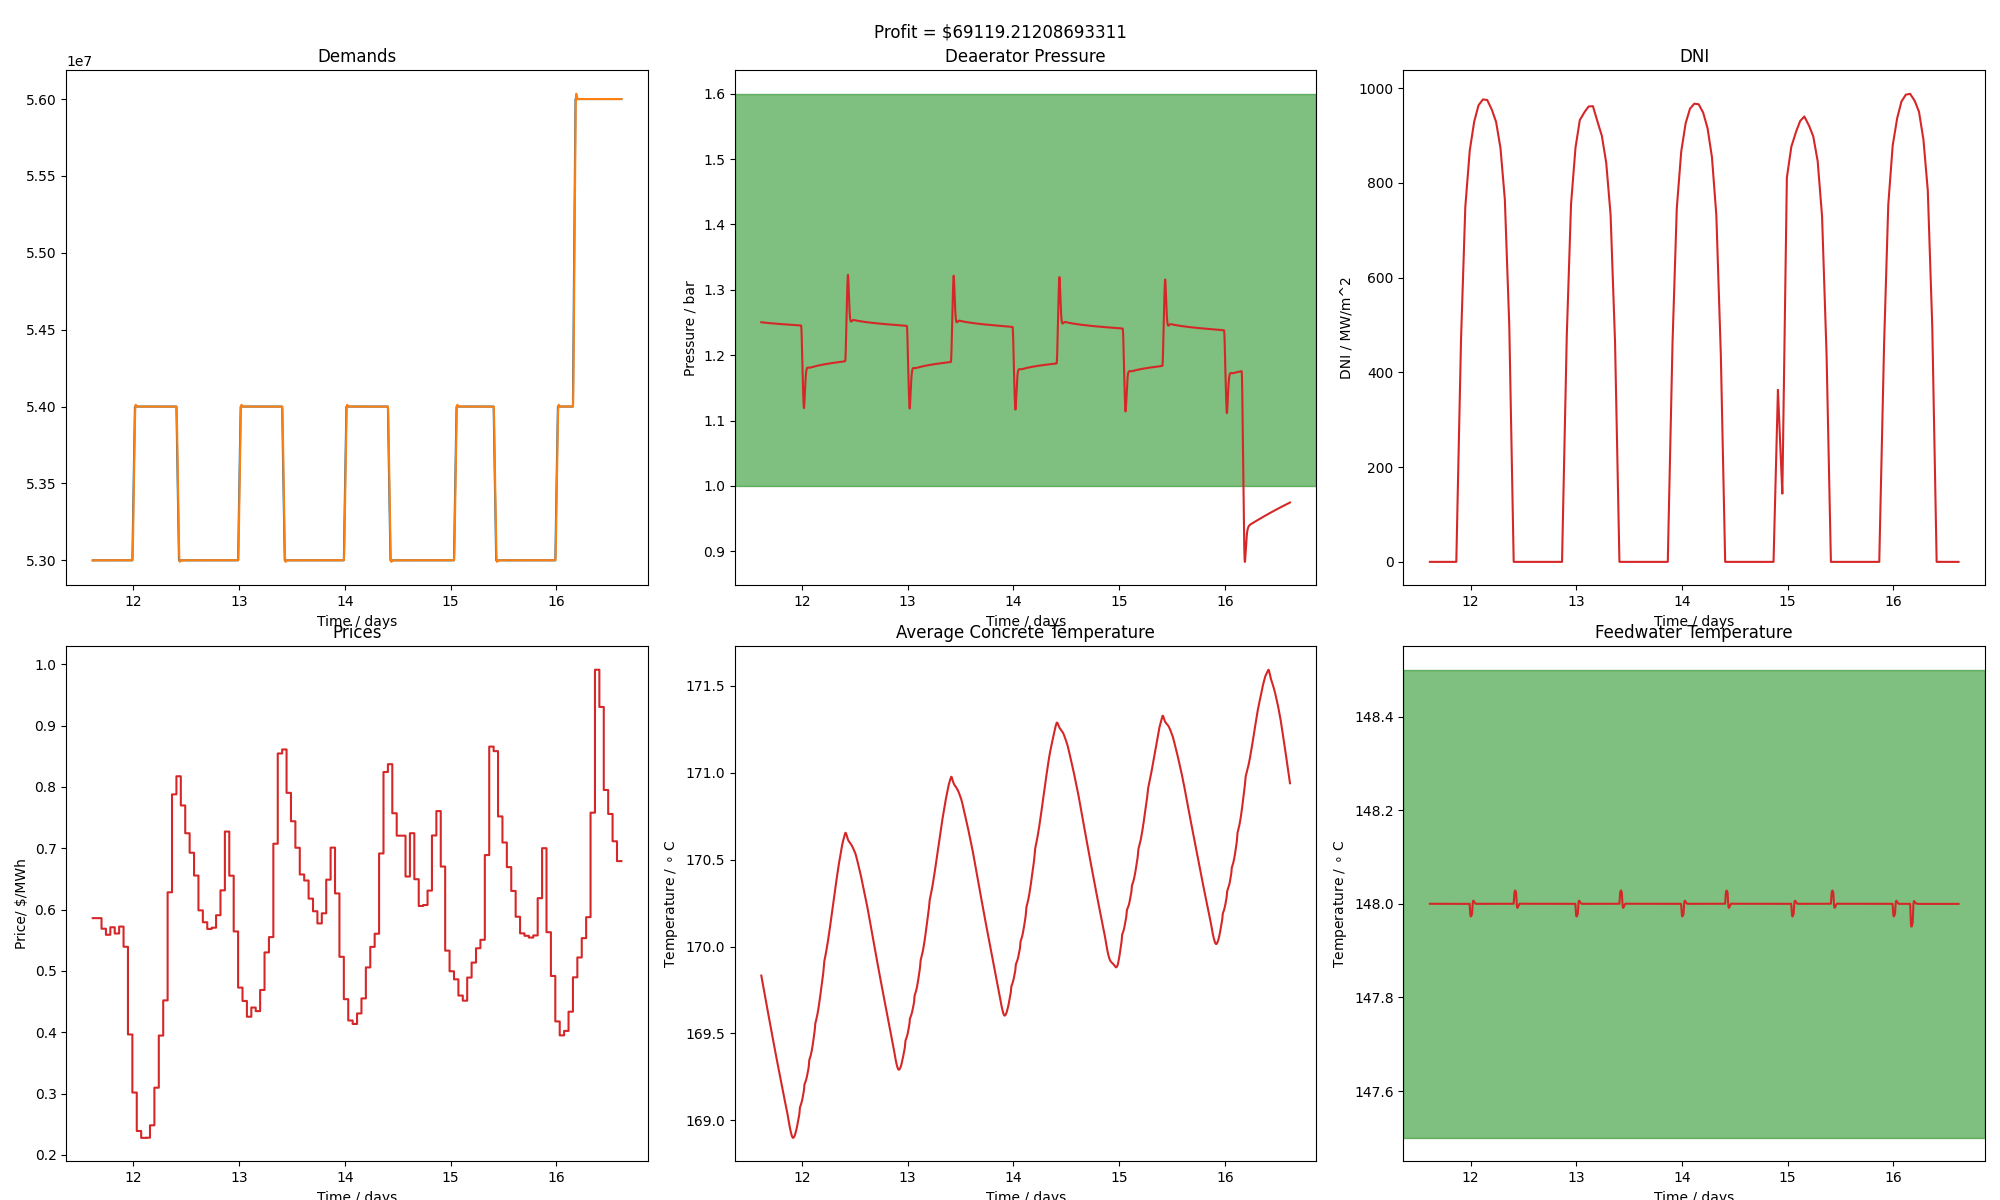 Profit = $69119.21208693311
Demands
1e7
5.60
5.55
5.50
5.45
5.40
5.35
5.30
12 13 14 15 16
Time / days
Deaerator Pressure
Pressure / bar
1.6
1.5
1.4
1.3
1.2
1.1
1.0
0.9
12 13 14 15 16
Time / days
DNI
DNI / MW/m^2
1000
800
600
400
200
0
12 13 14 15 16
Time / days
Prices
Price/ $/MWh
1.0
0.9
0.8
0.7
0.6
0.5
0.4
0.3
0.2
12 13 14 15 16
Time / days
Average Concrete Temperature
Temperature / ∘ C
171.5
171.0
170.5
170.0
169.5
169.0
12 13 14 15 16
Time / days
Feedwater Temperature
Temperature / ∘ C
148.4
148.2
148.0
147.8
147.6
12 13 14 15 16
Time / days